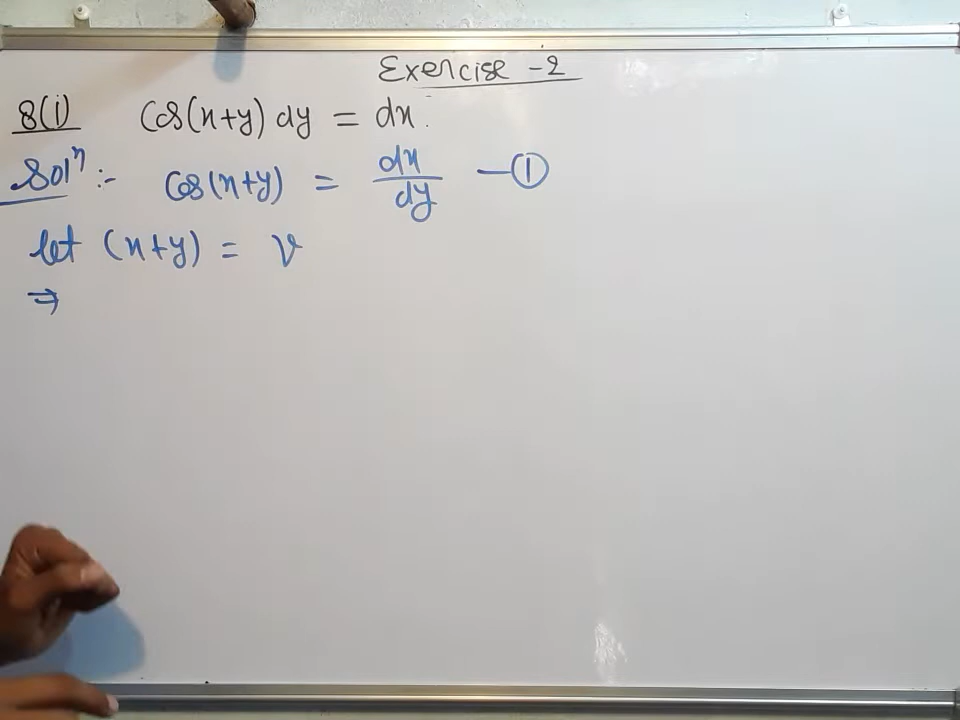 Exercise - 2
8(i) Cos(x+y) dy = dx.
Solⁿ :- Cos(x+y) = dx/dy —①
let (x+y) = v
⇒